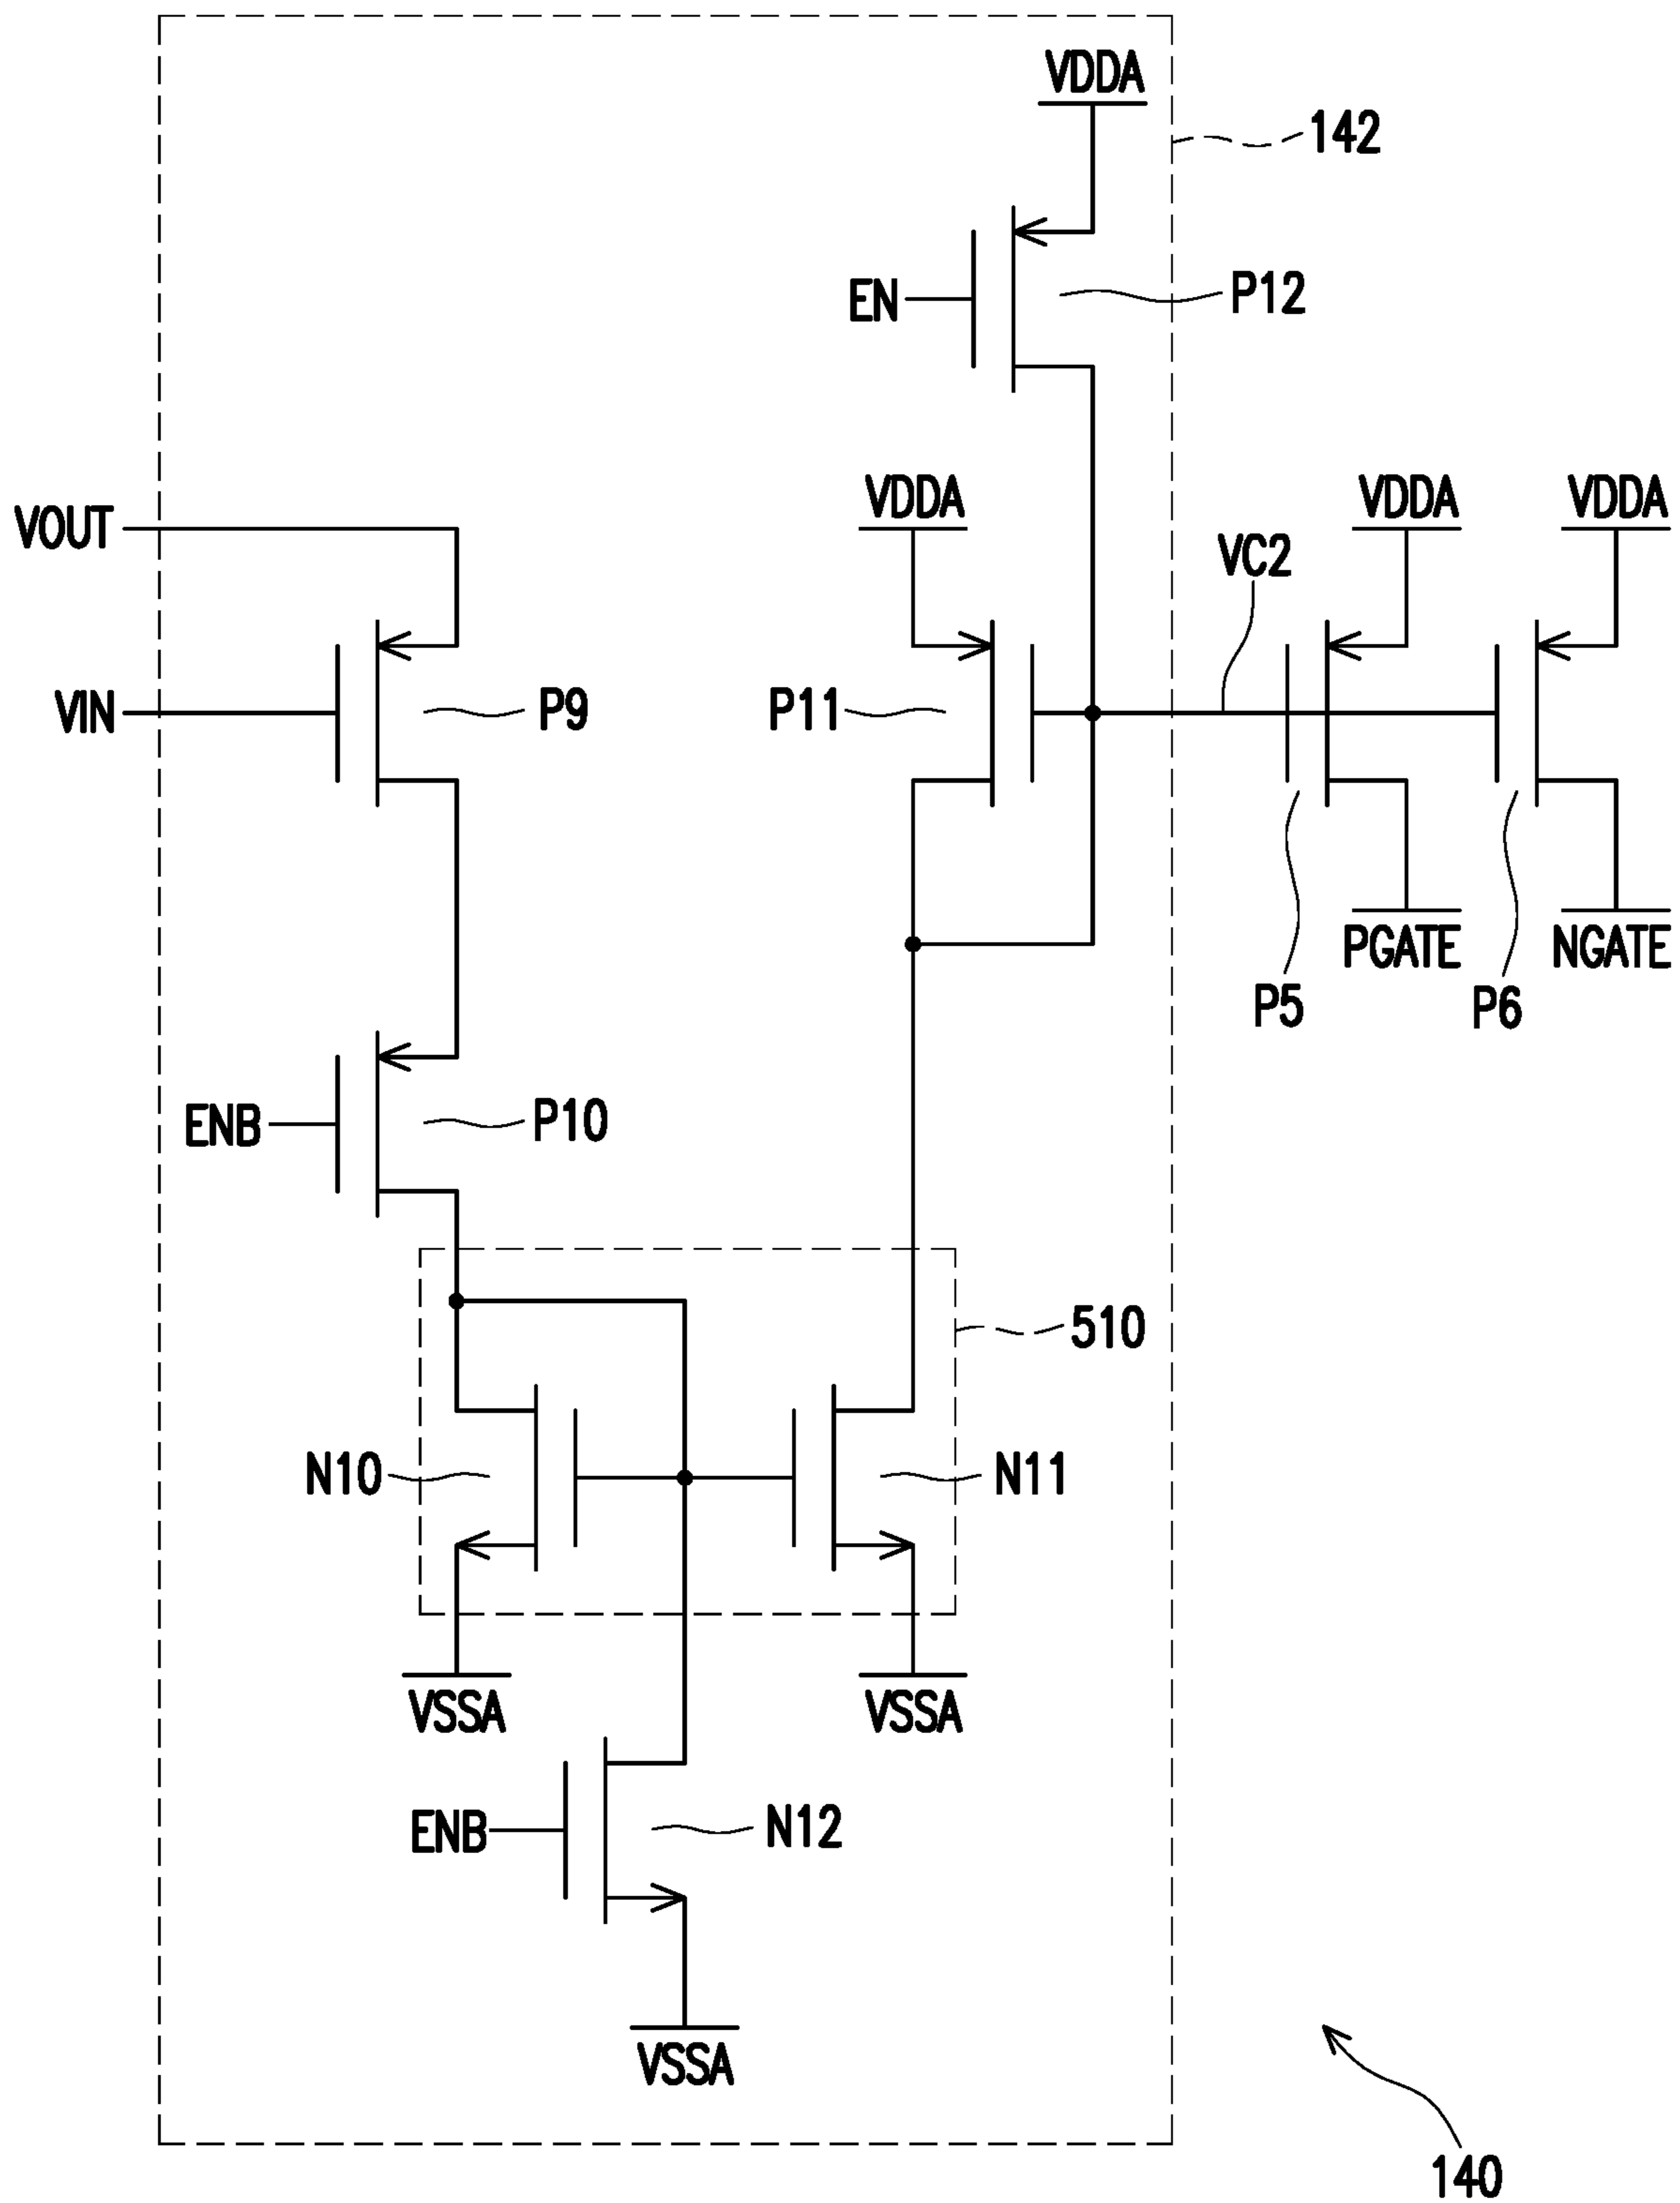 VDDA
142
EN
P12
VDDA
VDDA
VDDA
VOUT
VC2
VIN
P9
P11
PGATE
NGATE
P5
P6
ENB
P10
510
N10
N11
VSSA
VSSA
ENB
N12
VSSA
140